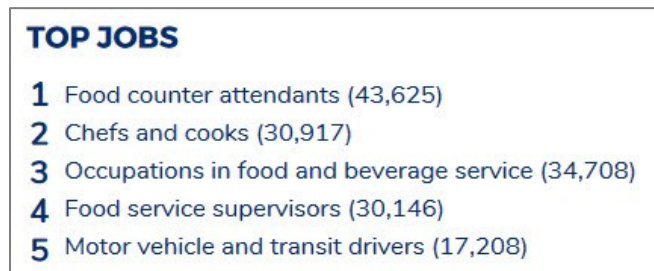 TOP JOBS
1 Food counter attendants (43,625)
2 Chefs and cooks (30,917)
3 Occupations in food and beverage service (34,708)
4 Food service supervisors (30,146)
5 Motor vehicle and transit drivers (17,208)